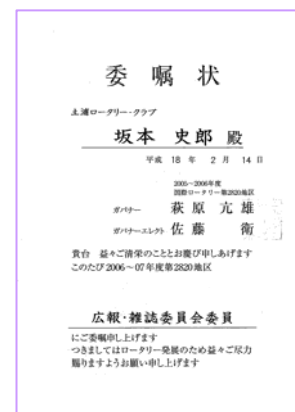 委嘱状
土浦ロータリー・クラブ
坂本 史郎 殿
平成 18 年 2 月 14 日
2005～2006年度
国際ロータリー第2820地区
ガバナー 萩原 亢雄
ガバナーエレクト 佐藤 衛
貴台 益々ご清栄のこととお慶び申しあげます
このたび2006～07年度第2820地区
広報・雑誌委員会委員
にご委嘱申し上げます
つきましてはロータリー発展のため益々ご尽力
賜りますようお願い申し上げます